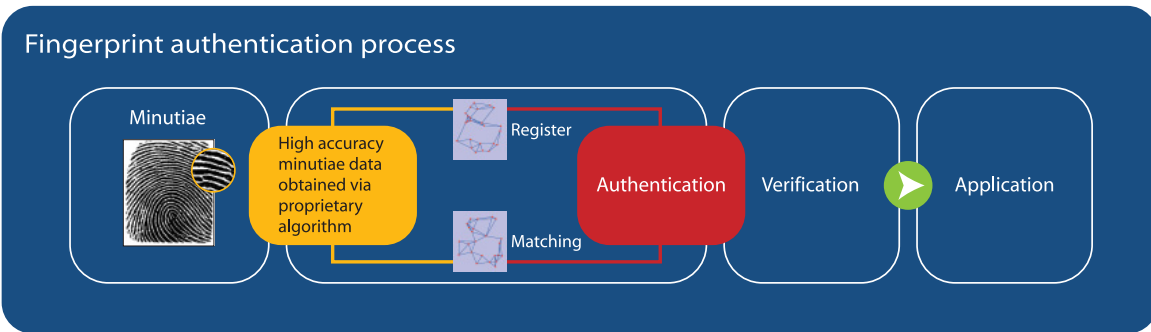 Fingerprint authentication process
Minutiae
High accuracy
minutiae data
obtained via
proprietary
algorithm
Register
Matching
Authentication
Verification
Application